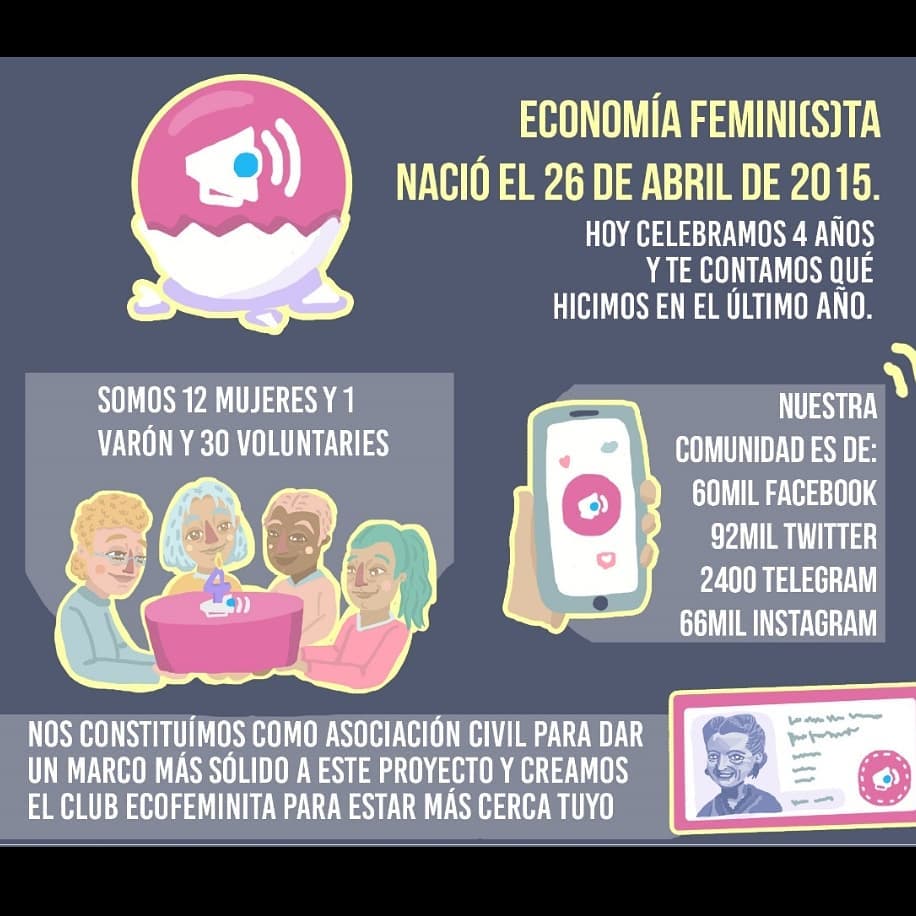 ECONOMÍA FEMINI(S)TA
NACIÓ EL 26 DE ABRIL DE 2015.
HOY CELEBRAMOS 4 AÑOS
Y TE CONTAMOS QUÉ
HICIMOS EN EL ÚLTIMO AÑO.
SOMOS 12 MUJERES Y 1
VARÓN Y 30 VOLUNTARIES
4
NUESTRA
COMUNIDAD ES DE:
60MIL FACEBOOK
92MIL TWITTER
2400 TELEGRAM
66MIL INSTAGRAM
NOS CONSTITUÍMOS COMO ASOCIACIÓN CIVIL PARA DAR
UN MARCO MÁS SÓLIDO A ESTE PROYECTO Y CREAMOS
EL CLUB ECOFEMINITA PARA ESTAR MÁS CERCA TUYO